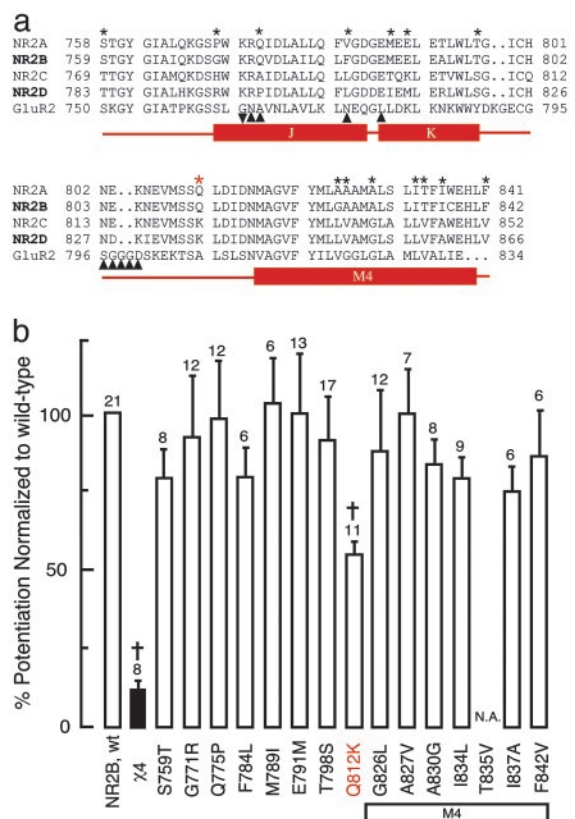 a
* * * * * * * *
NR2A 758 STGY GIALQKGSPW KRQIDLALLQ FVGDGEMEEL ETLWLTG..ICH 801
NR2B 759 STGY GIAIQKDSGW KRQVDLAILQ LFGDGEMEEL EALWLTG..ICH 802
NR2C 769 TTGY GIAMQKDSHW KRAIDLALLQ LLGDGETQKL ETVWLSG..ICQ 812
NR2D 783 TTGY GIALHKGSRW KRPIDLALLQ FLGDDEIEML ERLWLSG..ICH 826
GluR2 750 SKGY GIATPKGSSL GNAVNLAVLK LNEQGLLDKL KNKWWYDKGECG 795
J K
* * * * * * * *
NR2A 802 NE..KNEVMSSQ LDIDNMAGVF YMLAAAMALS LITFIWEHLF 841
NR2B 803 NE..KNEVMSSQ LDIDNMAGVF YMLGAAMALS LITFICEHLF 842
NR2C 813 NE..KNEVMSSK LDIDNMAGVF YMLLVAMGLA LLVFAWEHLV 852
NR2D 827 ND..KIEVMSSK LDIDNMAGVF YMLLVAMGLS LLVFAWEHLV 866
GluR2 796 SGGGDSKEKTSA LSLSNVAGVF YILVGGLGLA MLVALIE... 834
M4
b
% Potentiation Normalized to wild-type
100
50
0
21
† 8
8
12
12
6
6
13
17
† 11
12
7
8
9
N.A.
6
6
NR2B, wt
χ4
S759T
G771R
Q775P
F784L
M789I
E791M
T798S
Q812K
G826L
A827V
A830G
I834L
T835V
I837A
F842V
M4